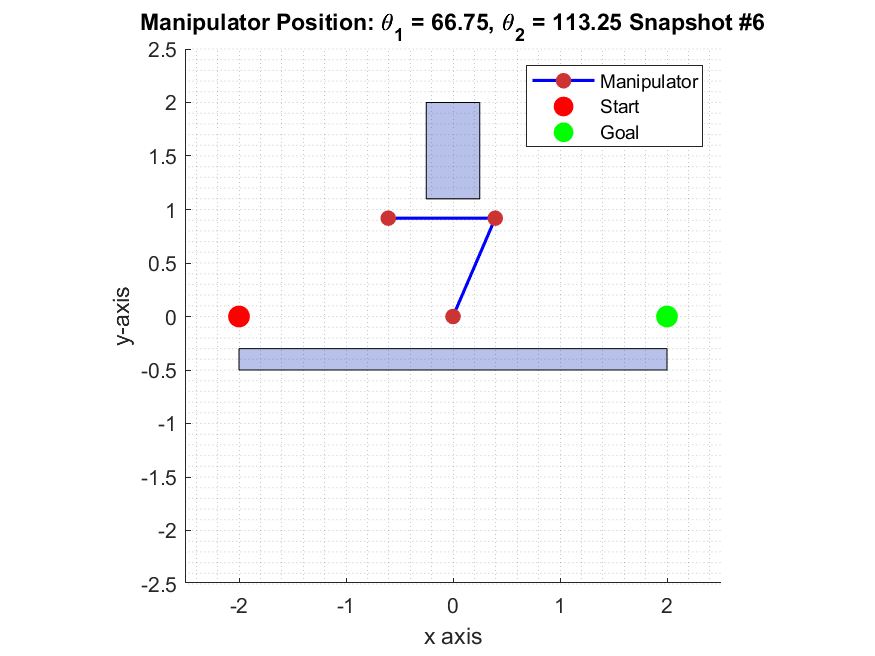 Manipulator Position: θ1 = 66.75, θ2 = 113.25 Snapshot #6
Manipulator
Start
Goal
2.5
2
1.5
1
0.5
0
-0.5
-1
-1.5
-2
-2.5
y-axis
-2 -1 0 1 2
x axis